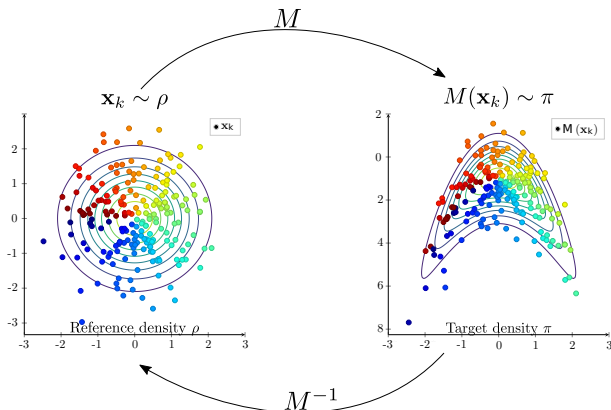 M
x_k ∼ ρ
M(x_k) ∼ π
x_k
M (x_k)
2
1
0
-1
-2
-3
2
0
2
4
6
8
Reference density ρ
Target density π
-3 -2 -1 0 1 2 3
-3 -2 -1 0 1 2 3
M⁻¹